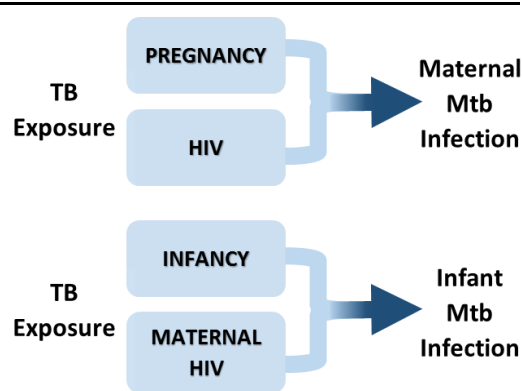 PREGNANCY
TB
Exposure
HIV
Maternal
Mtb
Infection
INFANCY
TB
Exposure
MATERNAL
HIV
Infant
Mtb
Infection